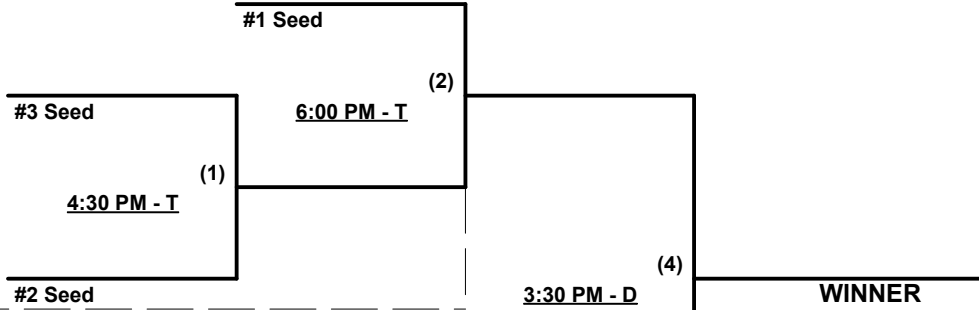 #1 Seed
(2)
#3 Seed
6:00 PM - T
(1)
4:30 PM - T
(4)
#2 Seed
3:30 PM - D
WINNER